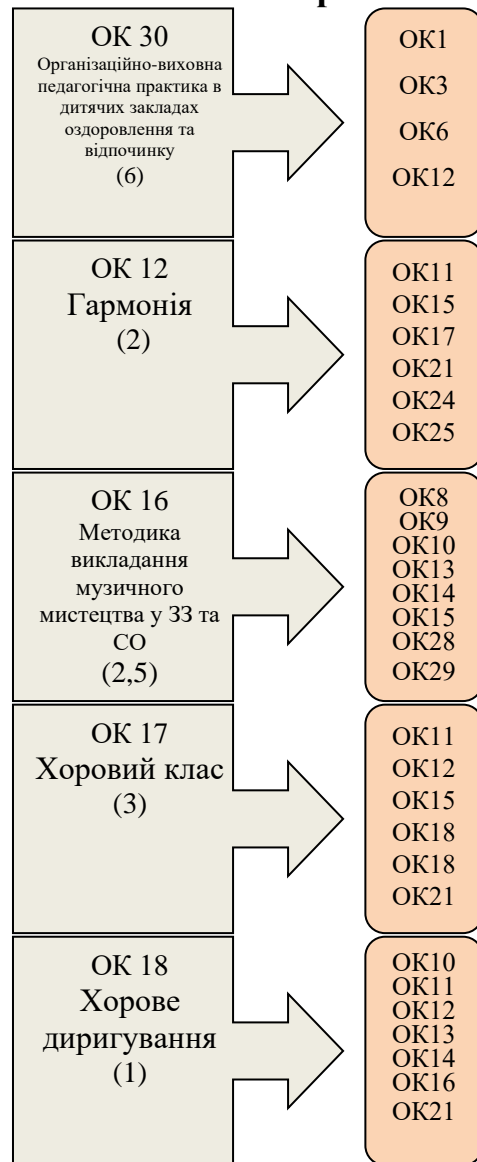 ОК 30
Організаційно-виховна
педагогічна практика в
дитячих закладах
оздоровлення та
відпочинку
(6)
ОК1
ОК3
ОК6
ОК12
ОК 12
Гармонія
(2)
ОК11
ОК15
ОК17
ОК21
ОК24
ОК25
ОК 16
Методика
викладання
музичного
мистецтва у ЗЗ та
СО
(2,5)
ОК8
ОК9
ОК10
ОК13
ОК14
ОК15
ОК28
ОК29
ОК 17
Хоровий клас
(3)
ОК11
ОК12
ОК15
ОК18
ОК18
ОК21
ОК 18
Хорове
диригування
(1)
ОК10
ОК11
ОК12
ОК13
ОК14
ОК16
ОК21